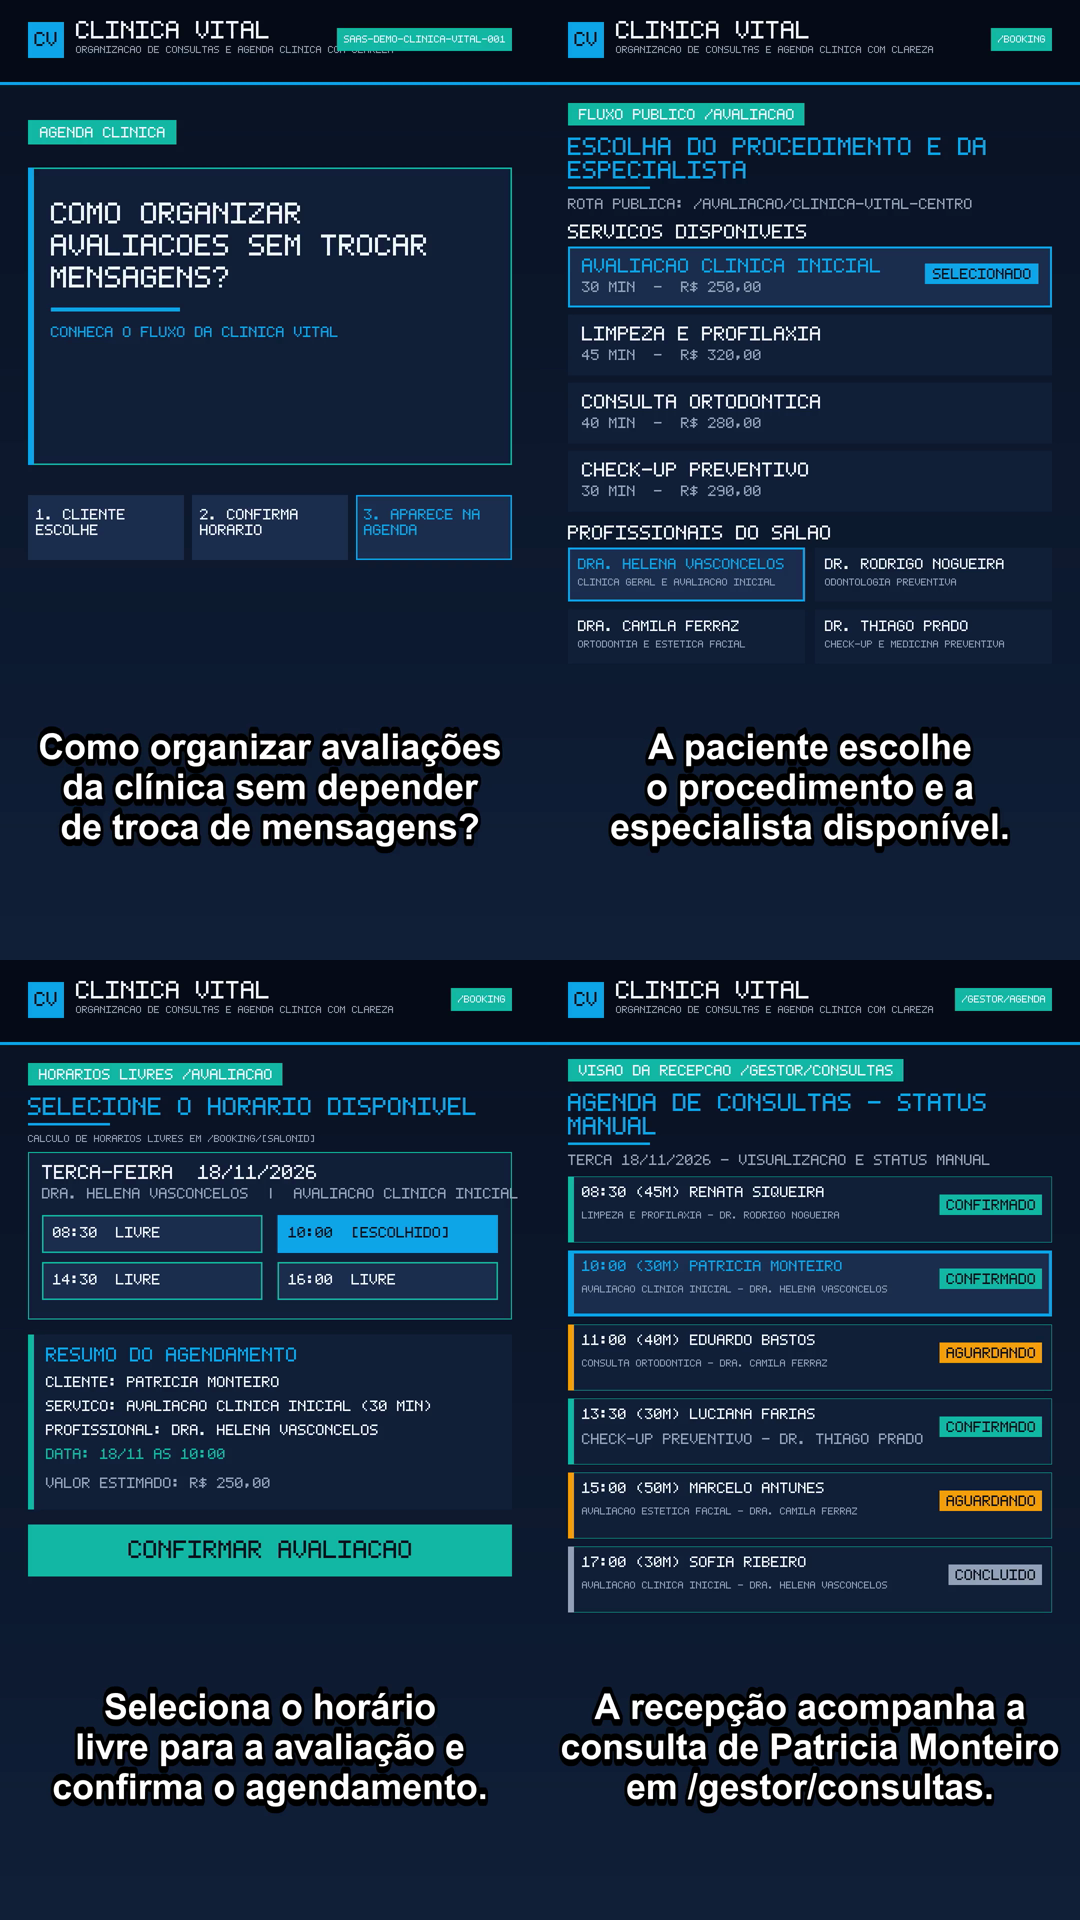 CV
CLINICA VITAL
ORGANIZACAO DE CONSULTAS E AGENDA CLINICA COM CLAREZA
SAAS-DEMO-CLINICA-VITAL-001
AGENDA CLINICA
COMO ORGANIZAR
AVALIACOES SEM TROCAR
MENSAGENS?
CONHECA O FLUXO DA CLINICA VITAL
1. CLIENTE
ESCOLHE
2. CONFIRMA
HORARIO
3. APARECE NA
AGENDA
Como organizar avaliações
da clínica sem depender
de troca de mensagens?
CV
CLINICA VITAL
ORGANIZACAO DE CONSULTAS E AGENDA CLINICA COM CLAREZA
/BOOKING
FLUXO PUBLICO /AVALIACAO
ESCOLHA DO PROCEDIMENTO E DA
ESPECIALISTA
ROTA PUBLICA: /AVALIACAO/CLINICA-VITAL-CENTRO
SERVICOS DISPONIVEIS
AVALIACAO CLINICA INICIAL
30 MIN - R$ 250,00
SELECIONADO
LIMPEZA E PROFILAXIA
45 MIN - R$ 320,00
CONSULTA ORTODONTICA
40 MIN - R$ 280,00
CHECK-UP PREVENTIVO
30 MIN - R$ 290,00
PROFISSIONAIS DO SALAO
DRA. HELENA VASCONCELOS
CLINICA GERAL E AVALIACAO INICIAL
DR. RODRIGO NOGUEIRA
ODONTOLOGIA PREVENTIVA
DRA. CAMILA FERRAZ
ORTODONTIA E ESTETICA FACIAL
DR. THIAGO PRADO
CHECK-UP E MEDICINA PREVENTIVA
A paciente escolhe
o procedimento e a
especialista disponível.
CV
CLINICA VITAL
ORGANIZACAO DE CONSULTAS E AGENDA CLINICA COM CLAREZA
/BOOKING
HORARIOS LIVRES /AVALIACAO
SELECIONE O HORARIO DISPONIVEL
CALCULO DE HORARIOS LIVRES EM /BOOKING/[SALONID]
TERCA-FEIRA 18/11/2026
DRA. HELENA VASCONCELOS | AVALIACAO CLINICA INICIAL
08:30 LIVRE
10:00 [ESCOLHIDO]
14:30 LIVRE
16:00 LIVRE
RESUMO DO AGENDAMENTO
CLIENTE: PATRICIA MONTEIRO
SERVICO: AVALIACAO CLINICA INICIAL (30 MIN)
PROFISSIONAL: DRA. HELENA VASCONCELOS
DATA: 18/11 AS 10:00
VALOR ESTIMADO: R$ 250,00
CONFIRMAR AVALIACAO
Seleciona o horário
livre para a avaliação e
confirma o agendamento.
CV
CLINICA VITAL
ORGANIZACAO DE CONSULTAS E AGENDA CLINICA COM CLAREZA
/GESTOR/AGENDA
VISAO DA RECEPCAO /GESTOR/CONSULTAS
AGENDA DE CONSULTAS - STATUS
MANUAL
TERCA 18/11/2026 - VISUALIZACAO E STATUS MANUAL
08:30 (45M) RENATA SIQUEIRA
LIMPEZA E PROFILAXIA - DR. RODRIGO NOGUEIRA
CONFIRMADO
10:00 (30M) PATRICIA MONTEIRO
AVALIACAO CLINICA INICIAL - DRA. HELENA VASCONCELOS
CONFIRMADO
11:00 (40M) EDUARDO BASTOS
CONSULTA ORTODONTICA - DRA. CAMILA FERRAZ
AGUARDANDO
13:30 (30M) LUCIANA FARIAS
CHECK-UP PREVENTIVO - DR. THIAGO PRADO
CONFIRMADO
15:00 (50M) MARCELO ANTUNES
AVALIACAO ESTETICA FACIAL - DRA. CAMILA FERRAZ
AGUARDANDO
17:00 (30M) SOFIA RIBEIRO
AVALIACAO CLINICA INICIAL - DRA. HELENA VASCONCELOS
CONCLUIDO
A recepção acompanha a
consulta de Patricia Monteiro
em /gestor/consultas.